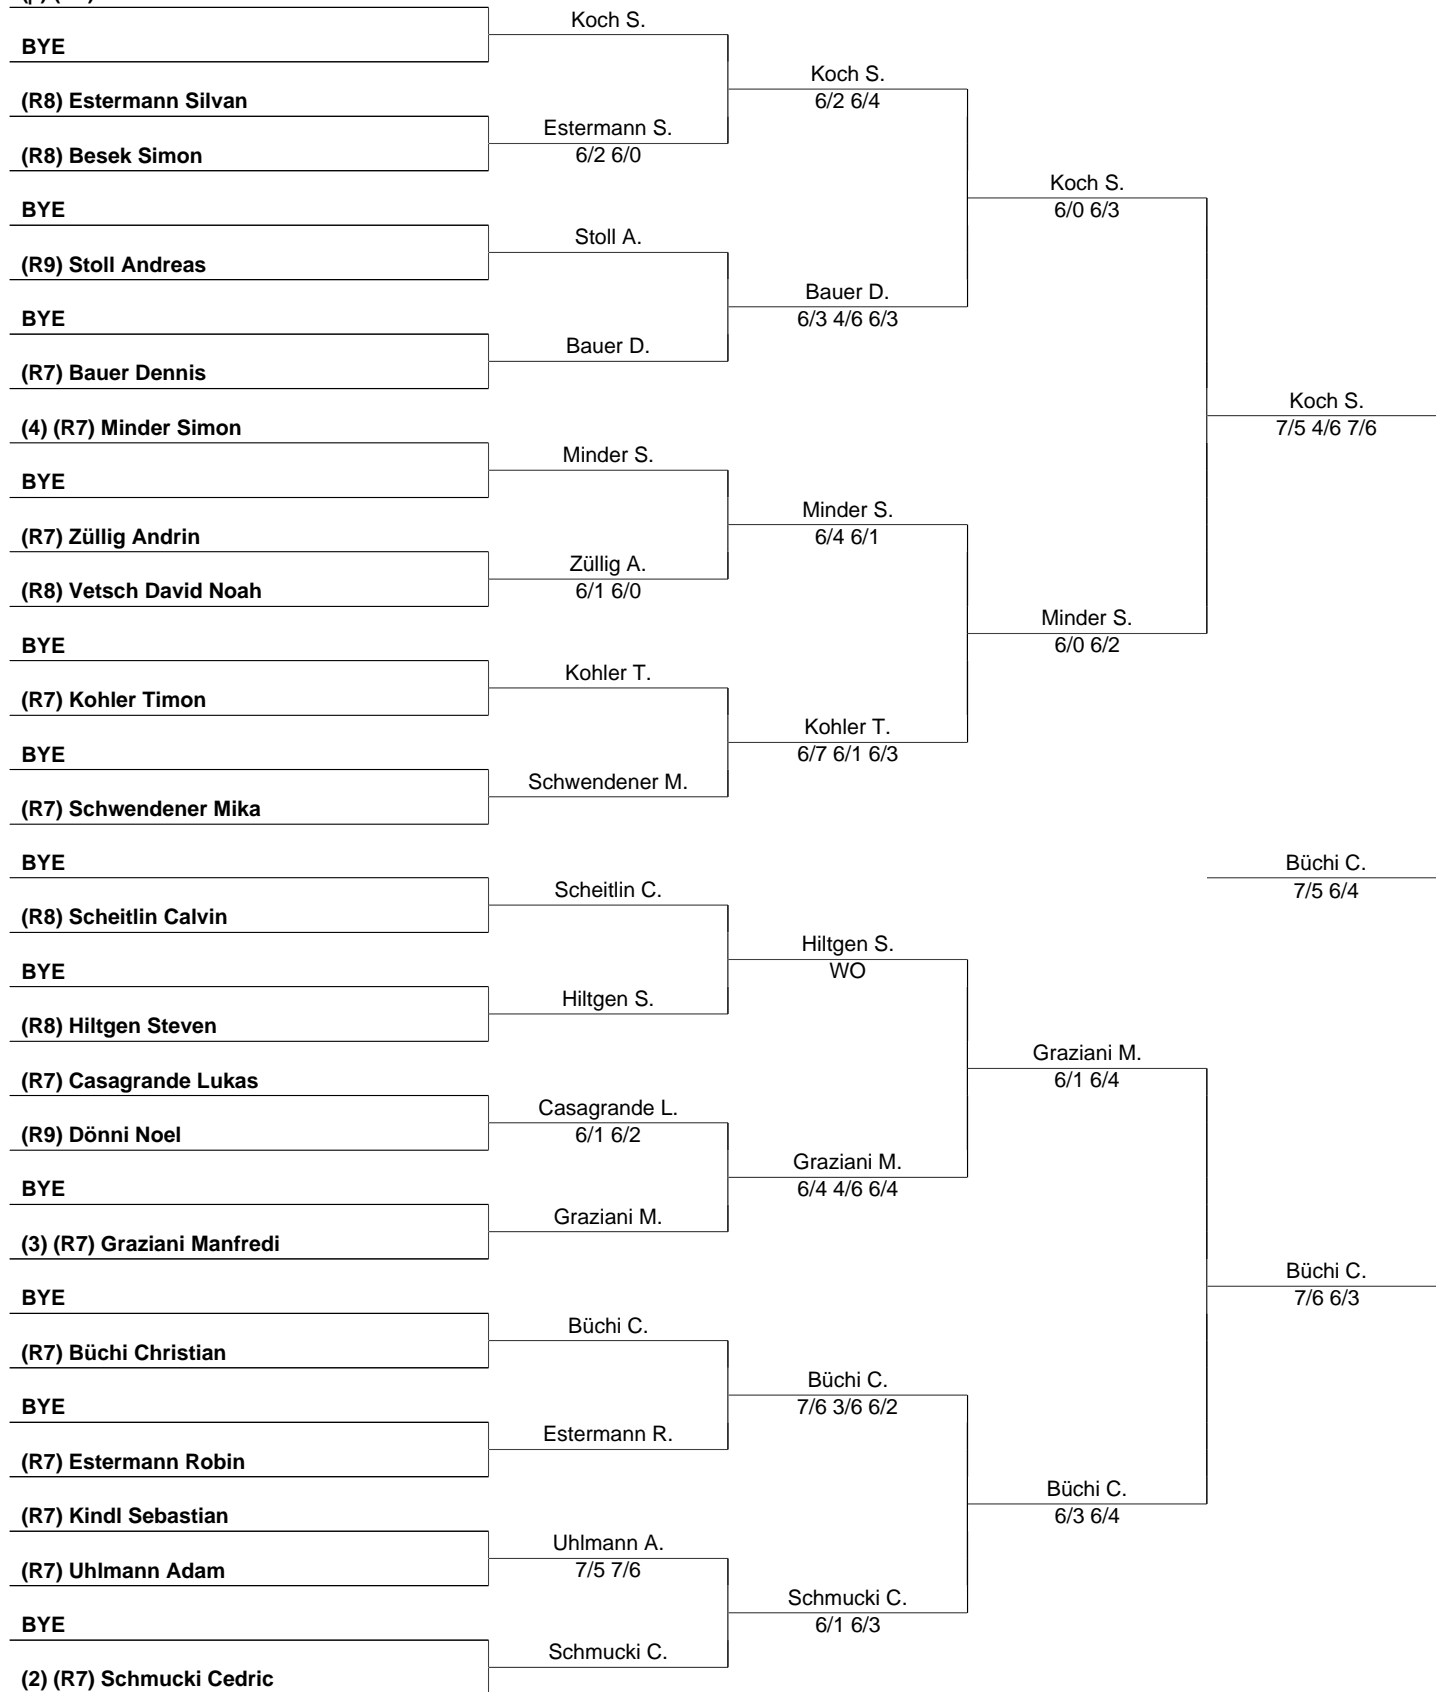 Koch S.
BYE
Koch S.
(R8) Estermann Silvan
6/2 6/4
Estermann S.
(R8) Besek Simon
6/2 6/0
Koch S.
BYE
6/0 6/3
Stoll A.
(R9) Stoll Andreas
Bauer D.
BYE
6/3 4/6 6/3
Bauer D.
(R7) Bauer Dennis
Koch S.
(4) (R7) Minder Simon
7/5 4/6 7/6
Minder S.
BYE
Minder S.
(R7) Züllig Andrin
6/4 6/1
Züllig A.
(R8) Vetsch David Noah
6/1 6/0
Minder S.
BYE
6/0 6/2
Kohler T.
(R7) Kohler Timon
Kohler T.
BYE
6/7 6/1 6/3
Schwendener M.
(R7) Schwendener Mika
BYE
Büchi C.
7/5 6/4
Scheitlin C.
(R8) Scheitlin Calvin
Hiltgen S.
BYE
WO
Hiltgen S.
(R8) Hiltgen Steven
Graziani M.
(R7) Casagrande Lukas
6/1 6/4
Casagrande L.
(R9) Dönni Noel
6/1 6/2
Graziani M.
BYE
6/4 4/6 6/4
Graziani M.
(3) (R7) Graziani Manfredi
Büchi C.
BYE
7/6 6/3
Büchi C.
(R7) Büchi Christian
Büchi C.
BYE
7/6 3/6 6/2
Estermann R.
(R7) Estermann Robin
Büchi C.
(R7) Kindl Sebastian
6/3 6/4
Uhlmann A.
(R7) Uhlmann Adam
7/5 7/6
Schmucki C.
BYE
6/1 6/3
Schmucki C.
(2) (R7) Schmucki Cedric